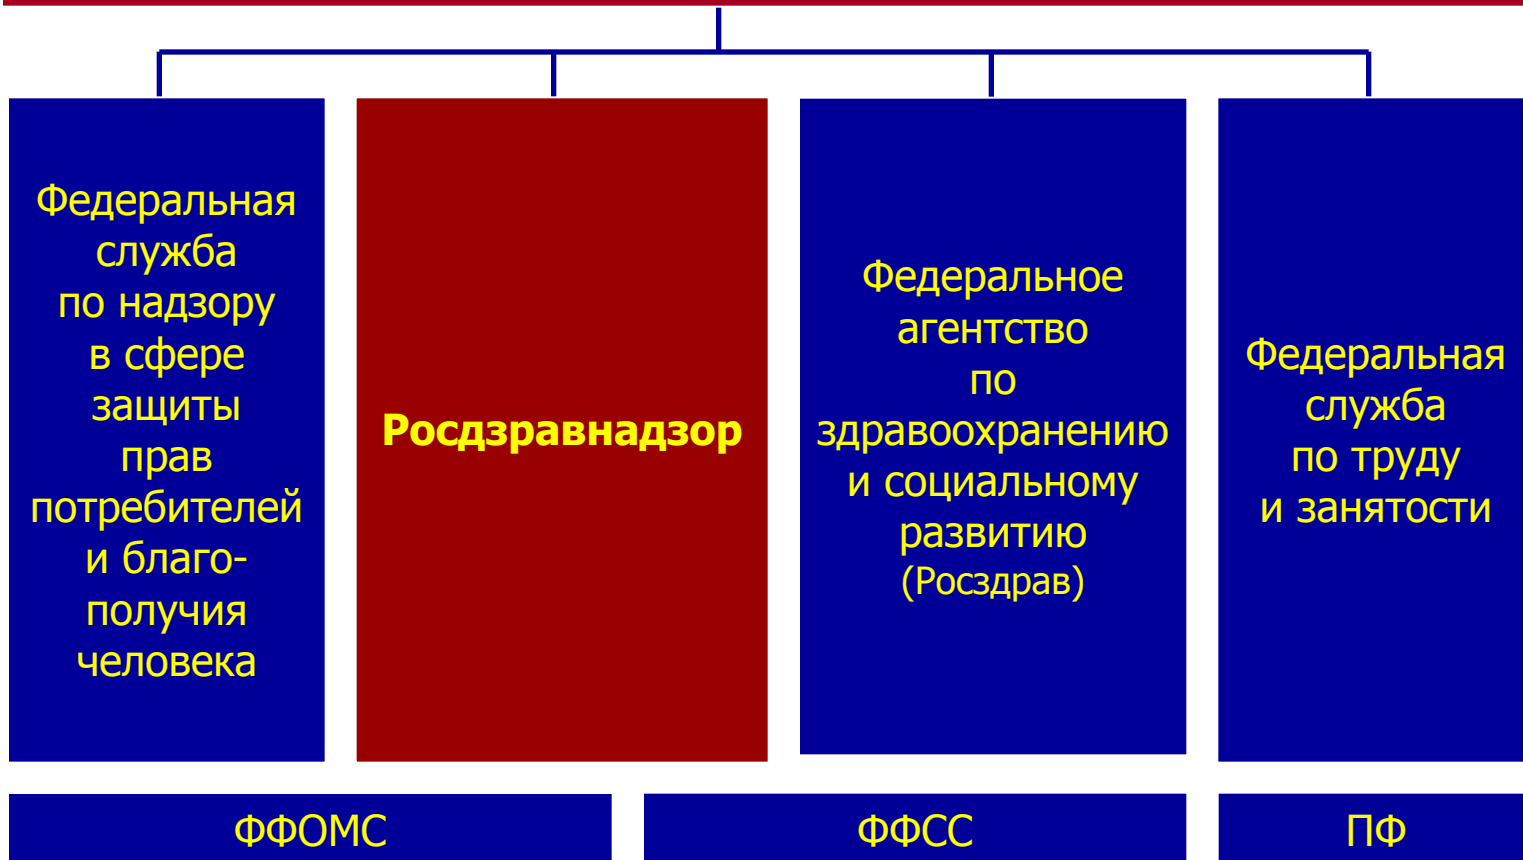 Федеральная
служба
по надзору
в сфере
защиты
прав
потребителей
и благо-
получия
человека
Росдзравнадзор
Федеральное
агентство
по
здравоохранению
и социальному
развитию
(Росздрав)
Федеральная
служба
по труду
и занятости
ФФОМС
ФФСС
ПФ